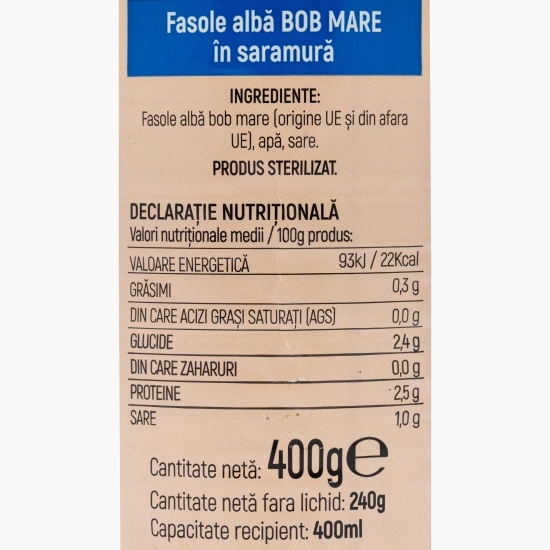 Fasole albă BOB MARE
în saramură
INGREDIENTE:
Fasole albă bob mare (origine UE și din afara
UE), apă, sare.
PRODUS STERILIZAT.
DECLARAȚIE NUTRIȚIONALĂ
Valori nutriționale medii / 100g produs:
VALOARE ENERGETICĂ 93kJ / 22Kcal
GRĂSIMI 0,3 g
DIN CARE ACIZI GRAȘI SATURAȚI (AGS) 0,0 g
GLUCIDE 2,4 g
DIN CARE ZAHARURI 0,0 g
PROTEINE 2,5 g
SARE 1,0 g
Cantitate netă: 400g ℮
Cantitate netă fara lichid: 240g
Capacitate recipient: 400ml